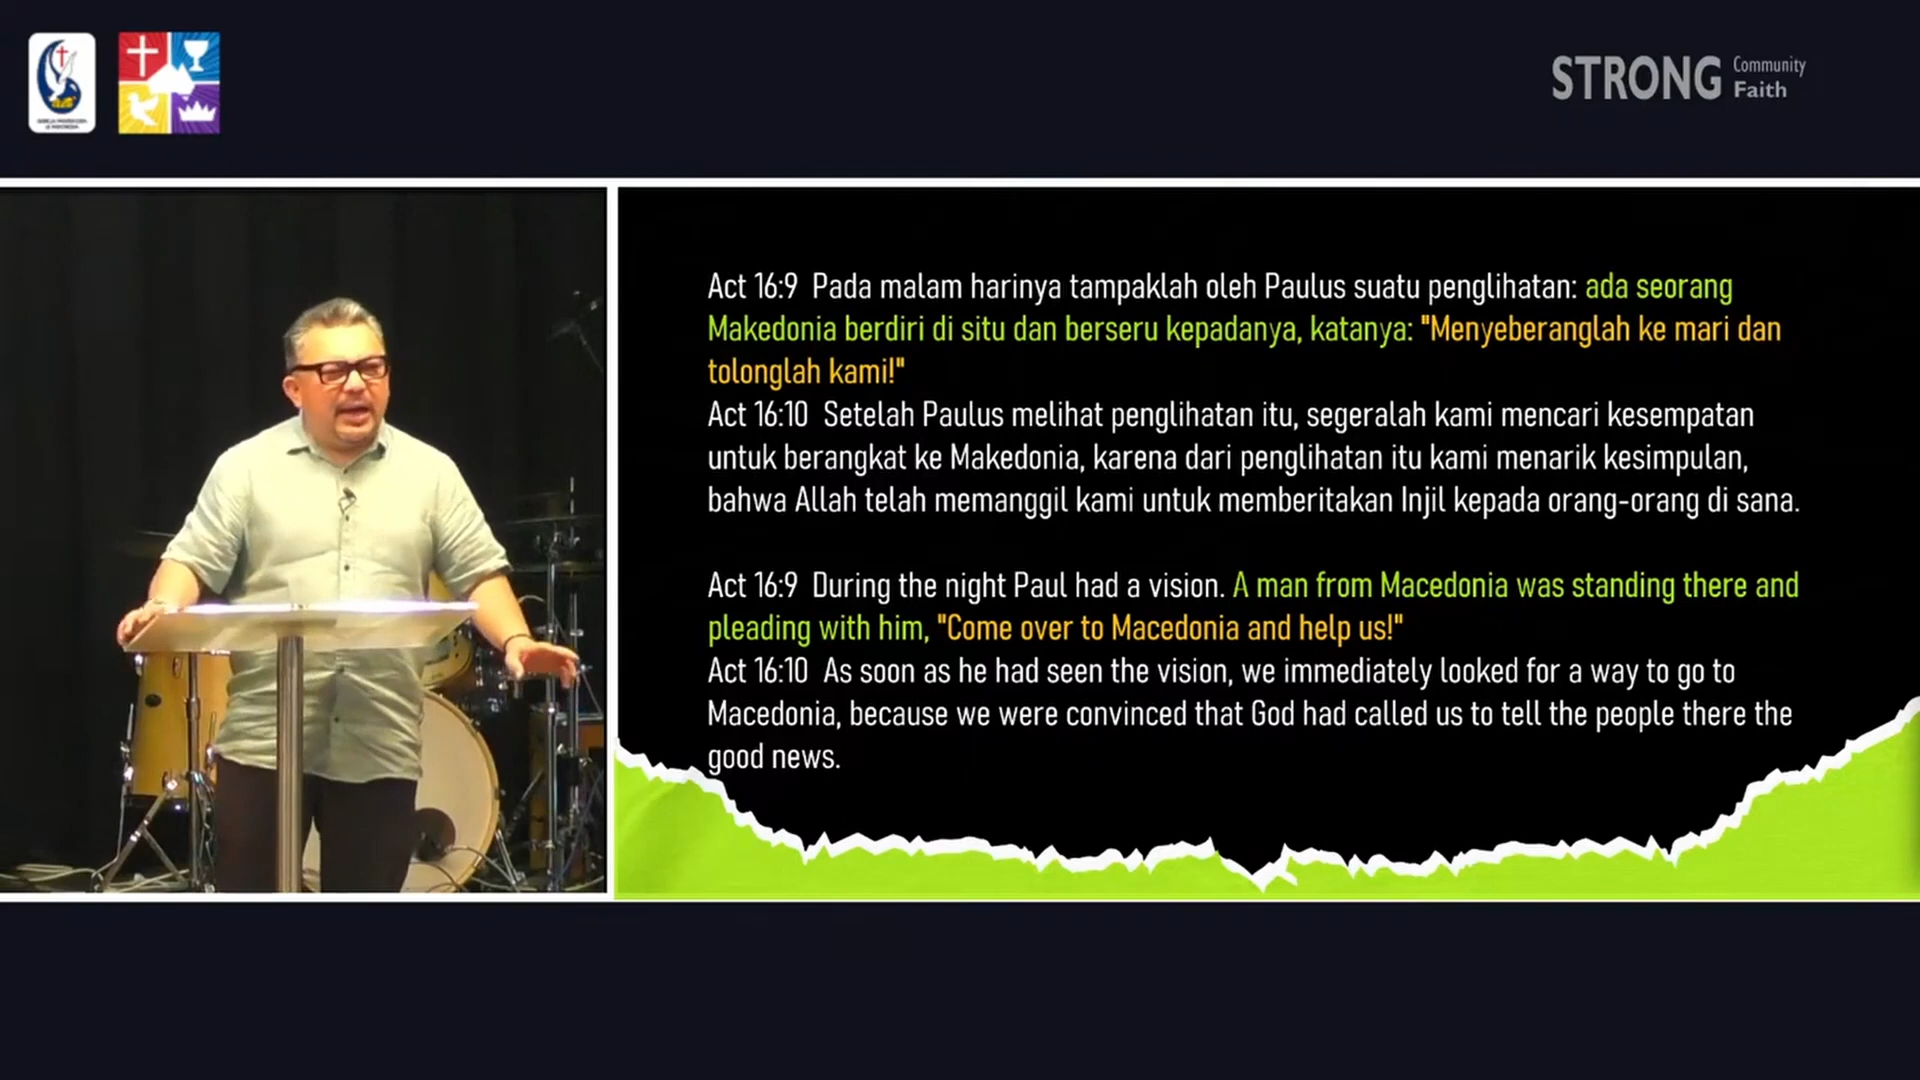 STRONG Community
Faith
Act 16:9 Pada malam harinya tampaklah oleh Paulus suatu penglihatan: ada seorang
Makedonia berdiri di situ dan berseru kepadanya, katanya: "Menyeberanglah ke mari dan
tolonglah kami!"
Act 16:10 Setelah Paulus melihat penglihatan itu, segeralah kami mencari kesempatan
untuk berangkat ke Makedonia, karena dari penglihatan itu kami menarik kesimpulan,
bahwa Allah telah memanggil kami untuk memberitakan Injil kepada orang-orang di sana.
Act 16:9 During the night Paul had a vision. A man from Macedonia was standing there and
pleading with him, "Come over to Macedonia and help us!"
Act 16:10 As soon as he had seen the vision, we immediately looked for a way to go to
Macedonia, because we were convinced that God had called us to tell the people there the
good news.